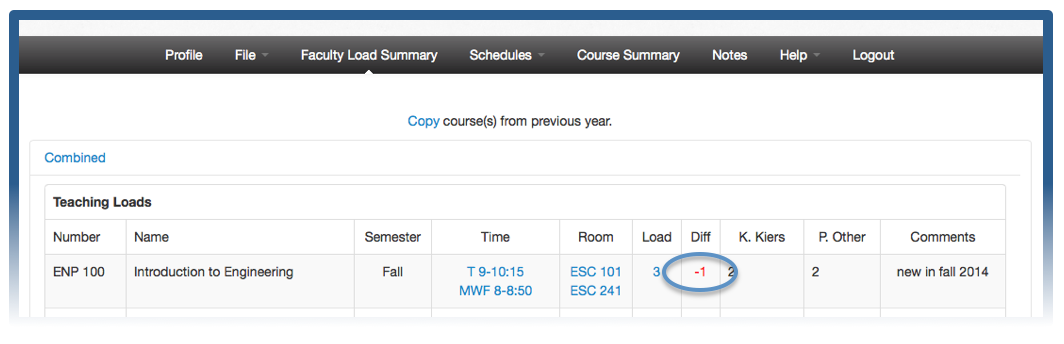 Profile File Faculty Load Summary Schedules Course Summary Notes Help Logout
Copy course(s) from previous year.
Combined
Teaching Loads
Number Name Semester Time Room Load Diff K. Kiers P. Other Comments
ENP 100 Introduction to Engineering Fall T 9-10:15 ESC 101 3 -1 2 2 new in fall 2014
MWF 8-8:50 ESC 241